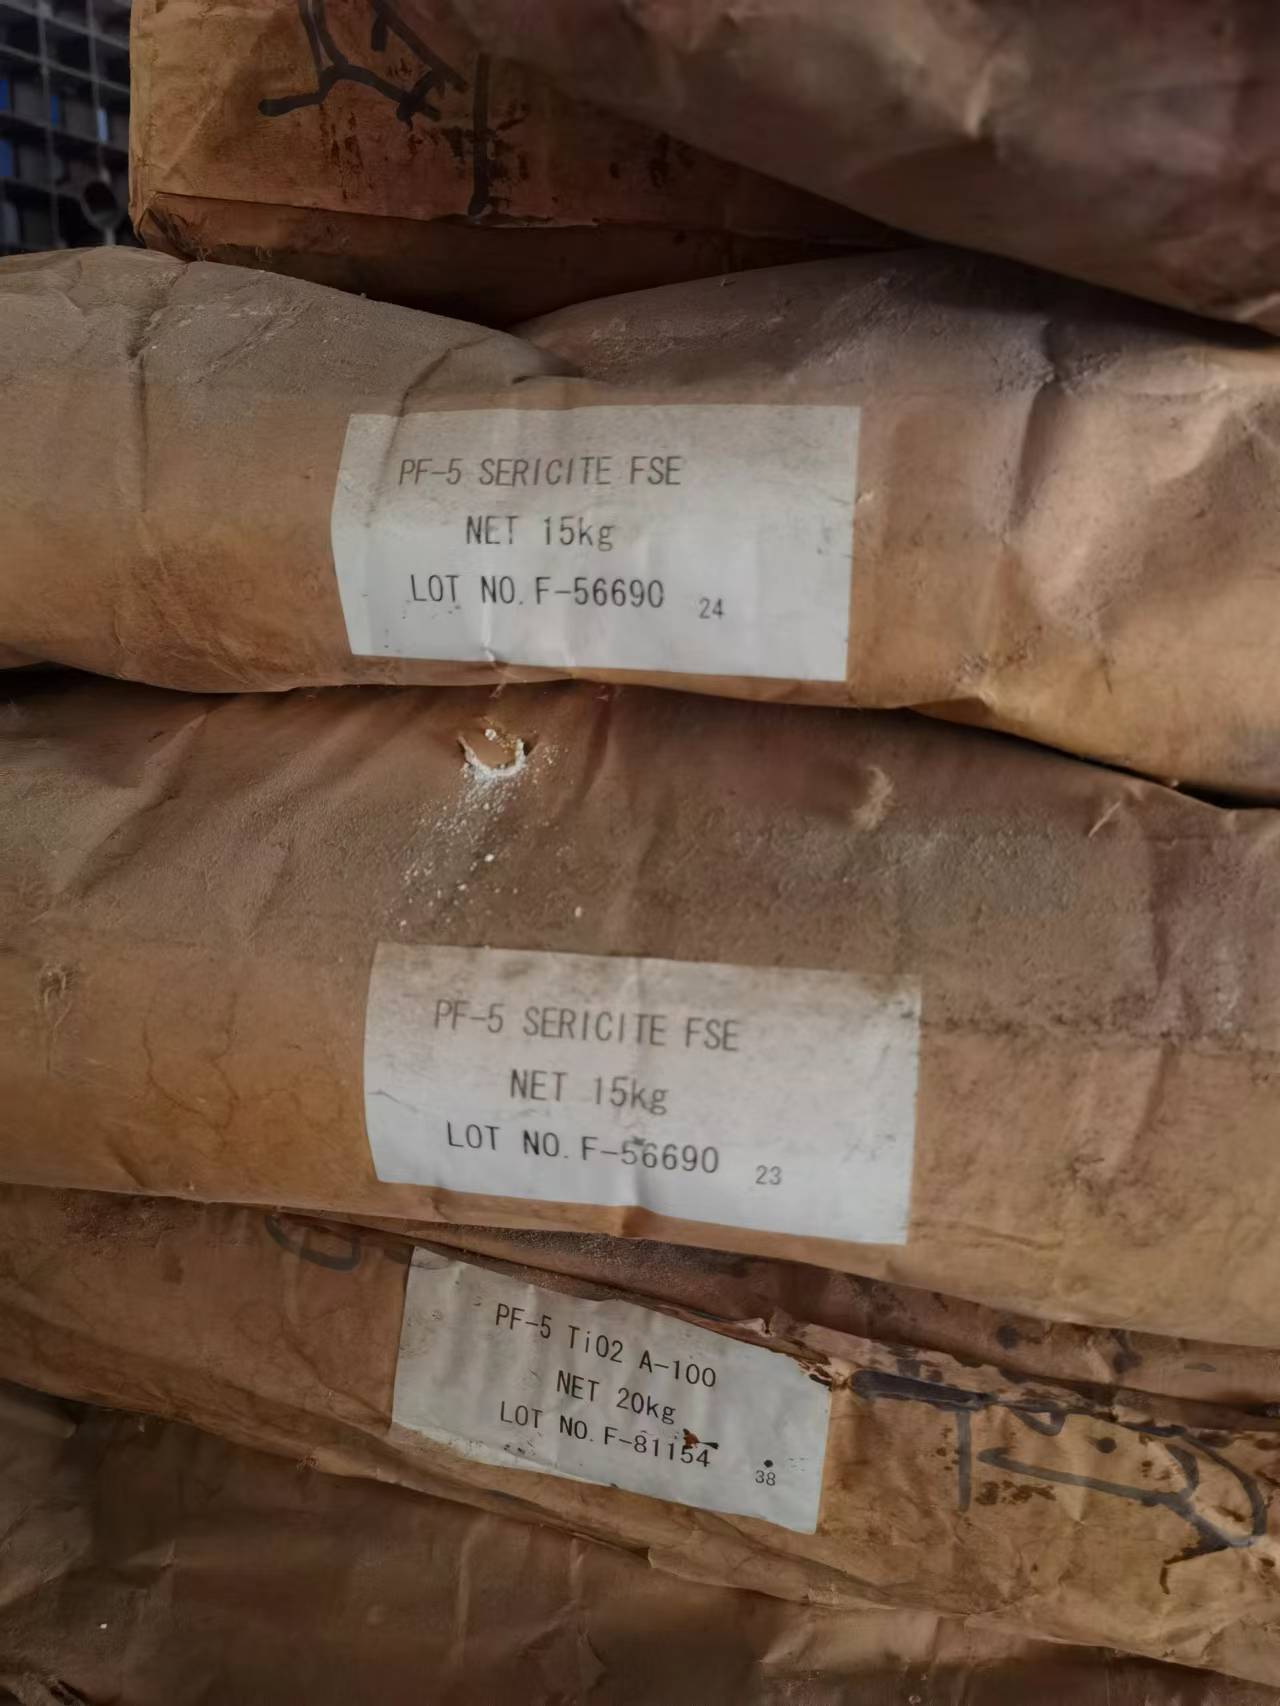 PF-5 SERICITE FSE
NET 15kg
LOT NO. F-56690 24
PF-5 SERICITE FSE
NET 15kg
LOT NO. F-56690 23
PF-5 TiO2 A-100
NET 20kg
LOT NO. F-81154 38